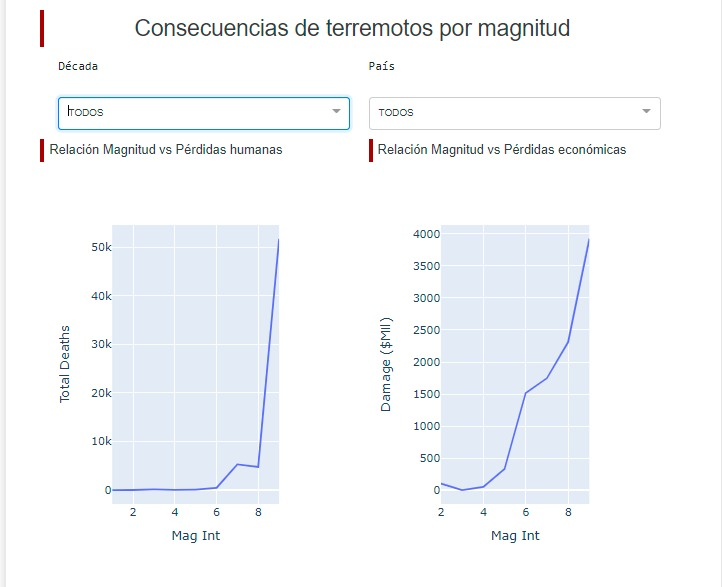 Consecuencias de terremotos por magnitud
Década
País
TODOS
TODOS
Relación Magnitud vs Pérdidas humanas
Relación Magnitud vs Pérdidas económicas
50k
40k
30k
20k
10k
0
Total Deaths
2
4
6
8
Mag Int
4000
3500
3000
2500
2000
1500
1000
500
0
Damage ($Mll)
2
4
6
8
Mag Int